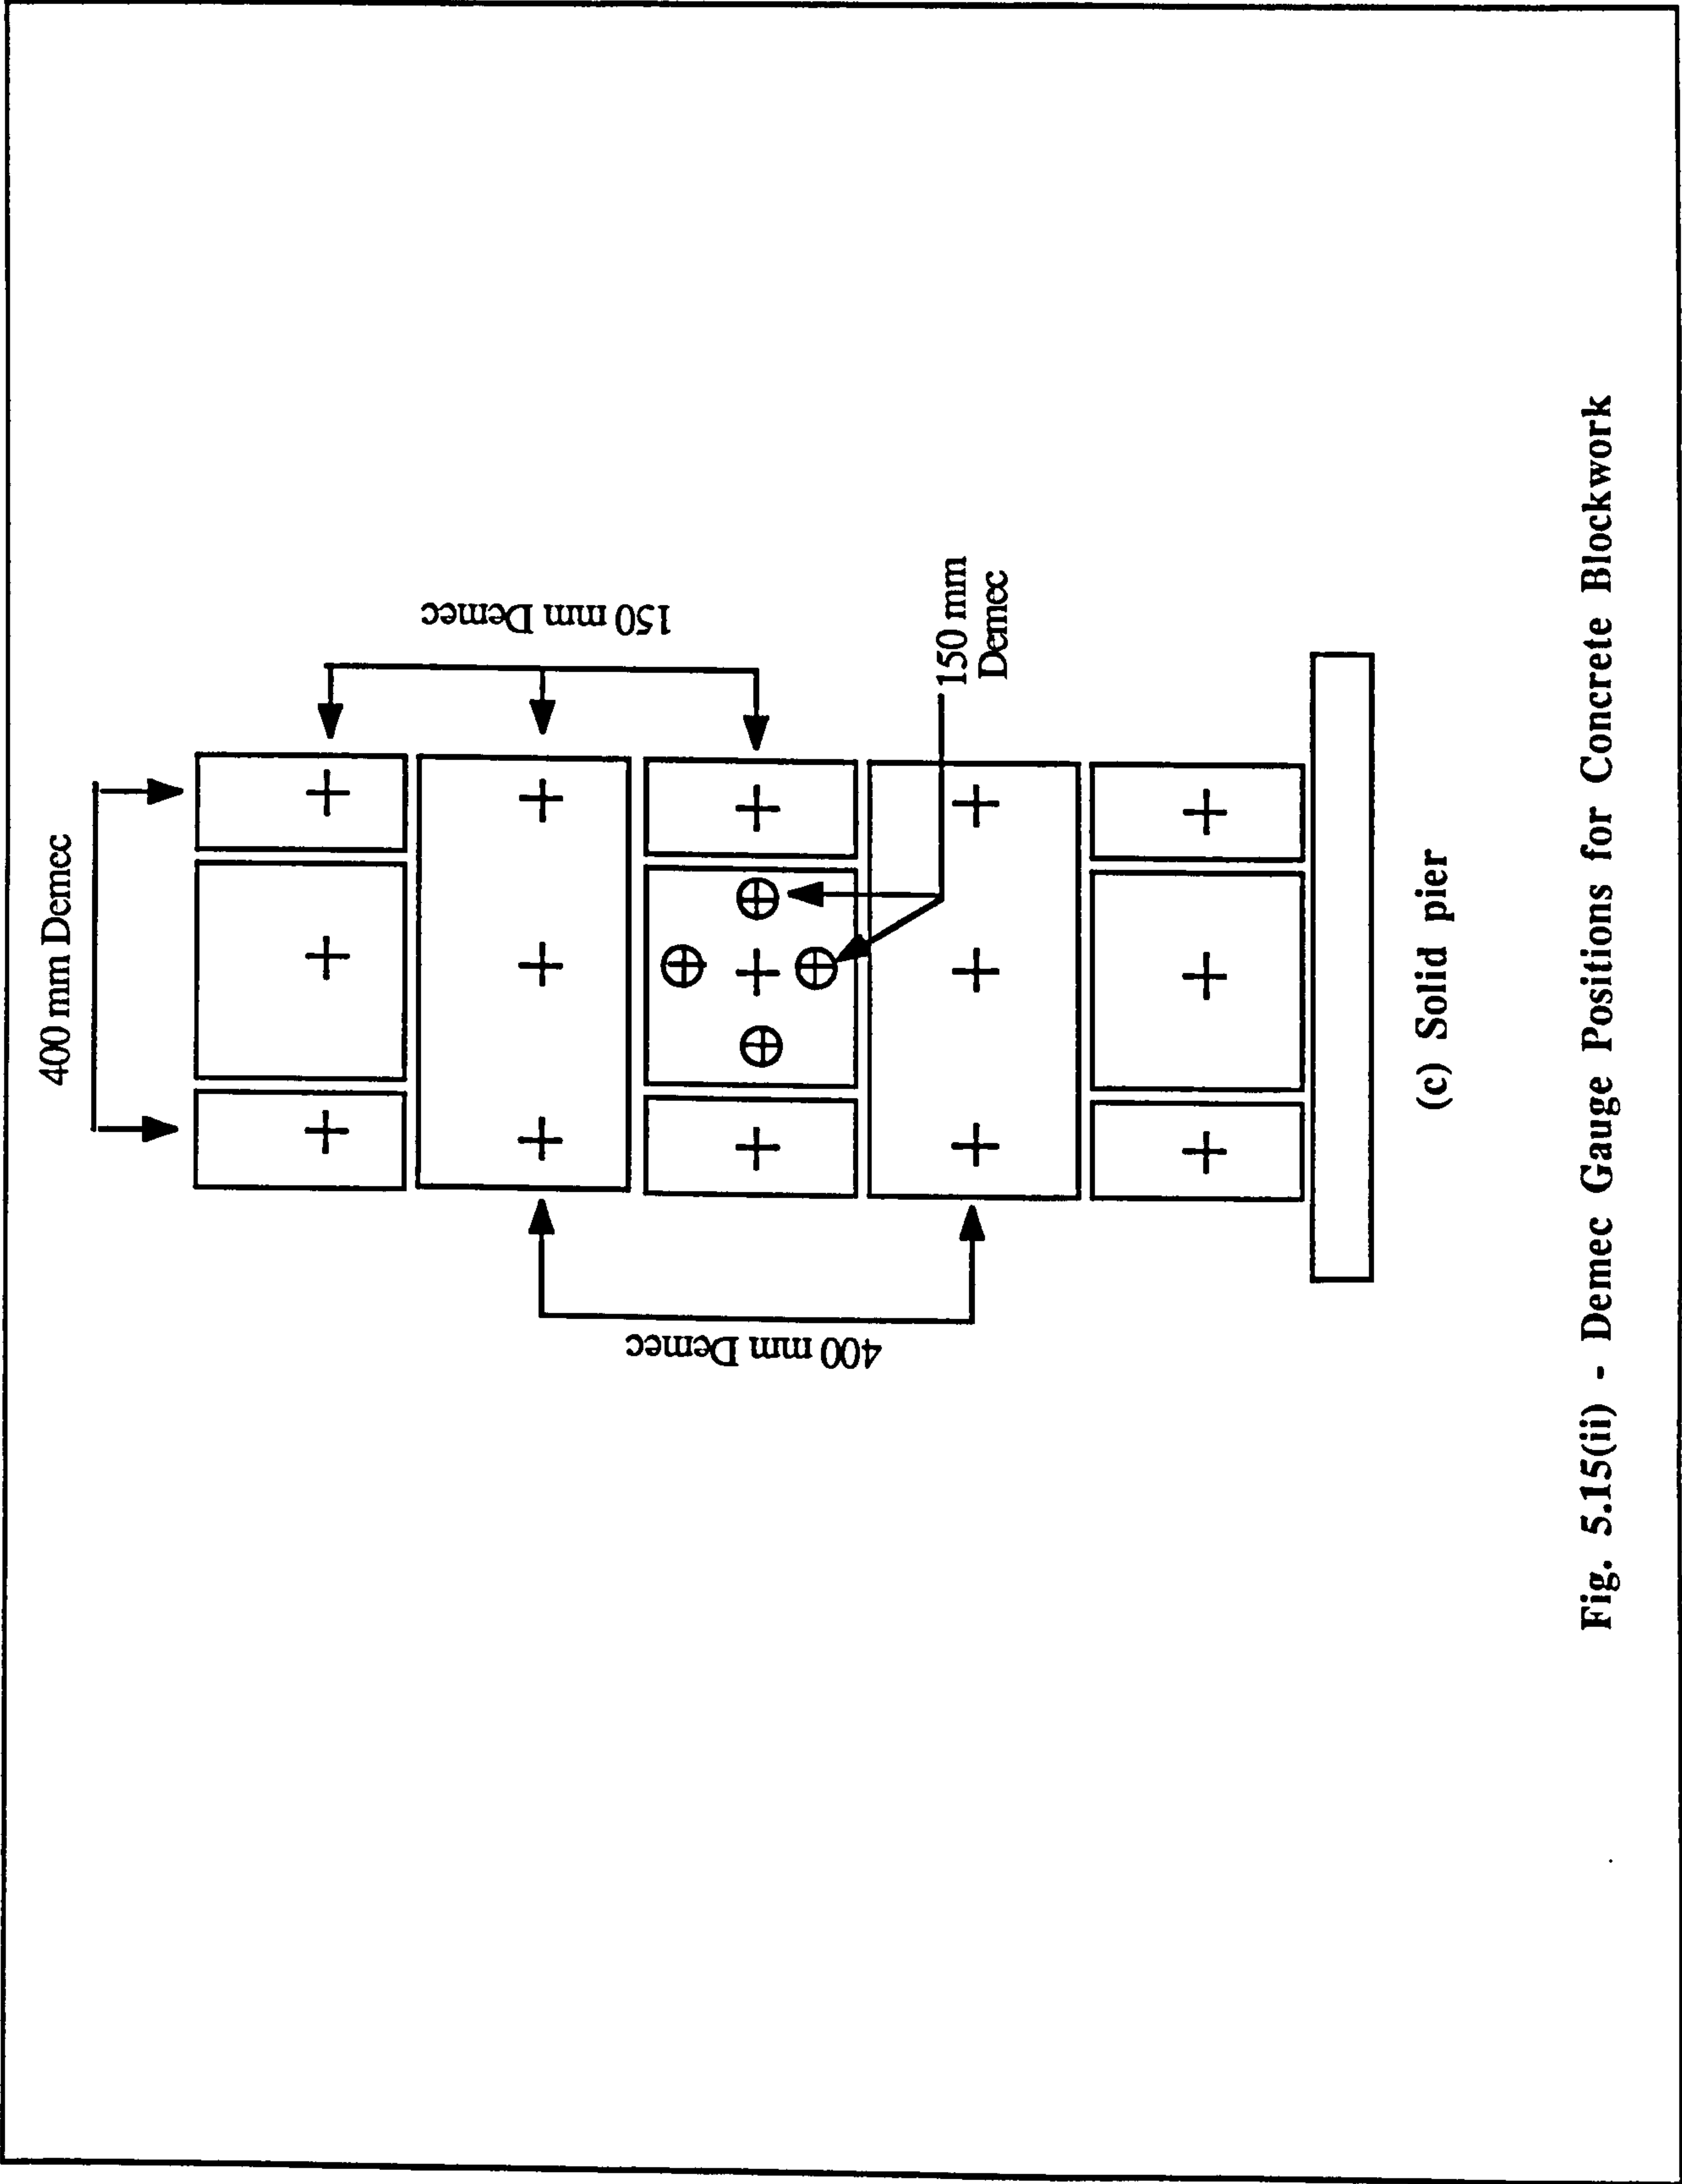 400 mm Demec
150 mm Demec
150 mm
Demec
400 mm Demec
(c) Solid pier
Fig. 5.15(ii) - Demec Gauge Positions for Concrete Blockwork